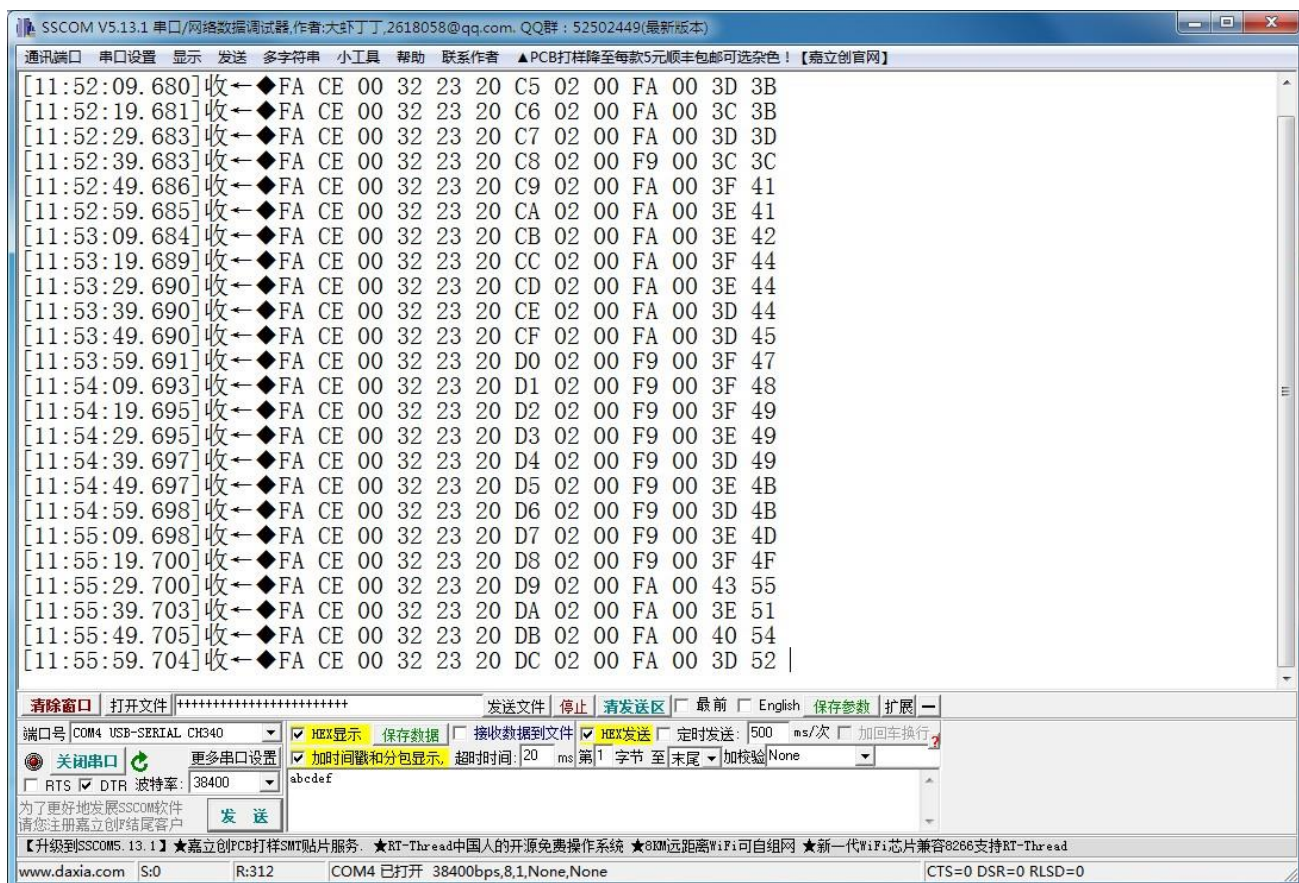 SSCOM V5.13.1 串口/网络数据调试器,作者:大虾丁丁,2618058@qq.com. QQ群：52502449(最新版本)
通讯端口 串口设置 显示 发送 多字符串 小工具 帮助 联系作者 ▲PCB打样降至每款5元顺丰包邮可选杂色！【嘉立创官网】
[11:52:09.680]收←◆FA CE 00 32 23 20 C5 02 00 FA 00 3D 3B
[11:52:19.681]收←◆FA CE 00 32 23 20 C6 02 00 FA 00 3C 3B
[11:52:29.683]收←◆FA CE 00 32 23 20 C7 02 00 FA 00 3D 3D
[11:52:39.683]收←◆FA CE 00 32 23 20 C8 02 00 F9 00 3C 3C
[11:52:49.686]收←◆FA CE 00 32 23 20 C9 02 00 FA 00 3F 41
[11:52:59.685]收←◆FA CE 00 32 23 20 CA 02 00 FA 00 3E 41
[11:53:09.684]收←◆FA CE 00 32 23 20 CB 02 00 FA 00 3E 42
[11:53:19.689]收←◆FA CE 00 32 23 20 CC 02 00 FA 00 3F 44
[11:53:29.690]收←◆FA CE 00 32 23 20 CD 02 00 FA 00 3E 44
[11:53:39.690]收←◆FA CE 00 32 23 20 CE 02 00 FA 00 3D 44
[11:53:49.690]收←◆FA CE 00 32 23 20 CF 02 00 FA 00 3D 45
[11:53:59.691]收←◆FA CE 00 32 23 20 D0 02 00 F9 00 3F 47
[11:54:09.693]收←◆FA CE 00 32 23 20 D1 02 00 F9 00 3F 48
[11:54:19.695]收←◆FA CE 00 32 23 20 D2 02 00 F9 00 3F 49
[11:54:29.695]收←◆FA CE 00 32 23 20 D3 02 00 F9 00 3E 49
[11:54:39.697]收←◆FA CE 00 32 23 20 D4 02 00 F9 00 3D 49
[11:54:49.697]收←◆FA CE 00 32 23 20 D5 02 00 F9 00 3E 4B
[11:54:59.698]收←◆FA CE 00 32 23 20 D6 02 00 F9 00 3D 4B
[11:55:09.698]收←◆FA CE 00 32 23 20 D7 02 00 F9 00 3E 4D
[11:55:19.700]收←◆FA CE 00 32 23 20 D8 02 00 F9 00 3F 4F
[11:55:29.700]收←◆FA CE 00 32 23 20 D9 02 00 FA 00 43 55
[11:55:39.703]收←◆FA CE 00 32 23 20 DA 02 00 FA 00 3E 51
[11:55:49.705]收←◆FA CE 00 32 23 20 DB 02 00 FA 00 40 54
[11:55:59.704]收←◆FA CE 00 32 23 20 DC 02 00 FA 00 3D 52
清除窗口 打开文件 ++++++++++++++++++++++++ 发送文件 停止 清发送区 最前 English 保存参数 扩展 —
端口号 COM4 USB-SERIAL CH340 HEX显示 保存数据 接收数据到文件 HEX发送 定时发送: 500 ms/次 加回车换行
关闭串口 更多串口设置 加时间戳和分包显示, 超时时间: 20 ms 第1 字节 至 末尾 加校验 None
RTS DTR 波特率: 38400 abcdef
为了更好地发展SSCOM软件
请您注册嘉立创F结尾客户 发 送
【升级到SSCOM5.13.1】★嘉立创PCB打样SMT贴片服务. ★RT-Thread中国人的开源免费操作系统 ★8KM远距离WiFi可自组网 ★新一代WiFi芯片兼容8266支持RT-Thread
www.daxia.com S:0 R:312 COM4 已打开 38400bps,8,1,None,None CTS=0 DSR=0 RLSD=0